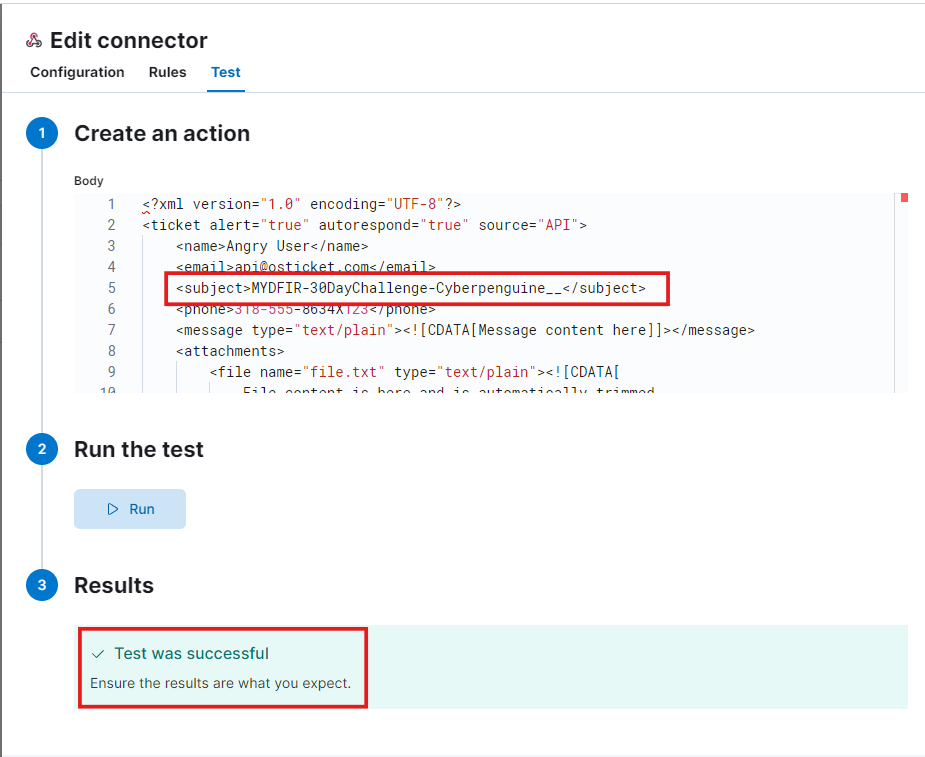 Edit connector
Configuration Rules Test
1 Create an action
Body
1 <?xml version="1.0" encoding="UTF-8"?>
2 <ticket alert="true" autorespond="true" source="API">
3 <name>Angry User</name>
4 <email>api@osticket.com</email>
5 <subject>MYDFIR-30DayChallenge-Cyberpenguine__</subject>
6 <phone>318-555-8634X123</phone>
7 <message type="text/plain"><![CDATA[Message content here]]></message>
8 <attachments>
9 <file name="file.txt" type="text/plain"><![CDATA[
10 File content is here and is automatically trimmed
2 Run the test
Run
3 Results
Test was successful
Ensure the results are what you expect.